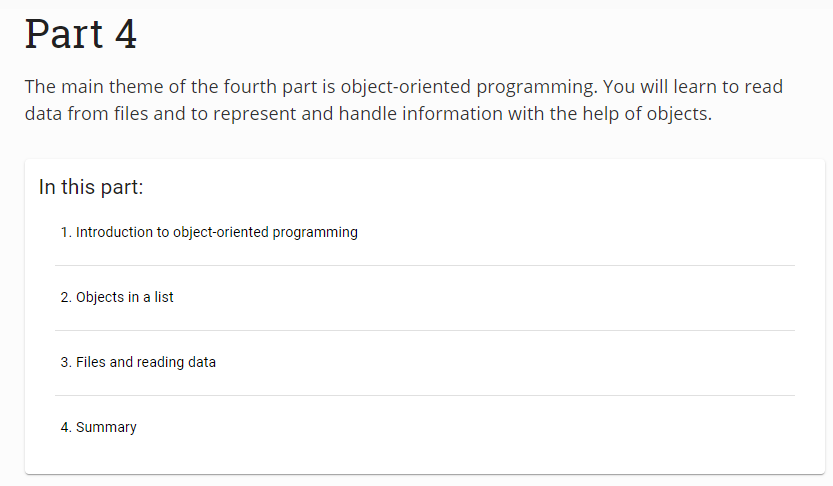 Part 4
The main theme of the fourth part is object-oriented programming. You will learn to read
data from files and to represent and handle information with the help of objects.
In this part:
1. Introduction to object-oriented programming
2. Objects in a list
3. Files and reading data
4. Summary